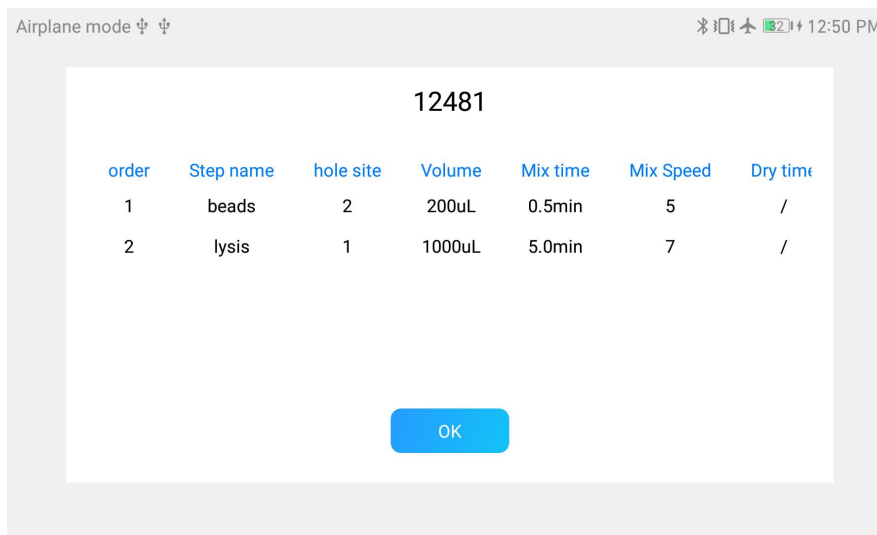 Airplane mode 32 12:50 PM
12481
order Step name hole site Volume Mix time Mix Speed Dry time
1 beads 2 200uL 0.5min 5 /
2 lysis 1 1000uL 5.0min 7 /
OK